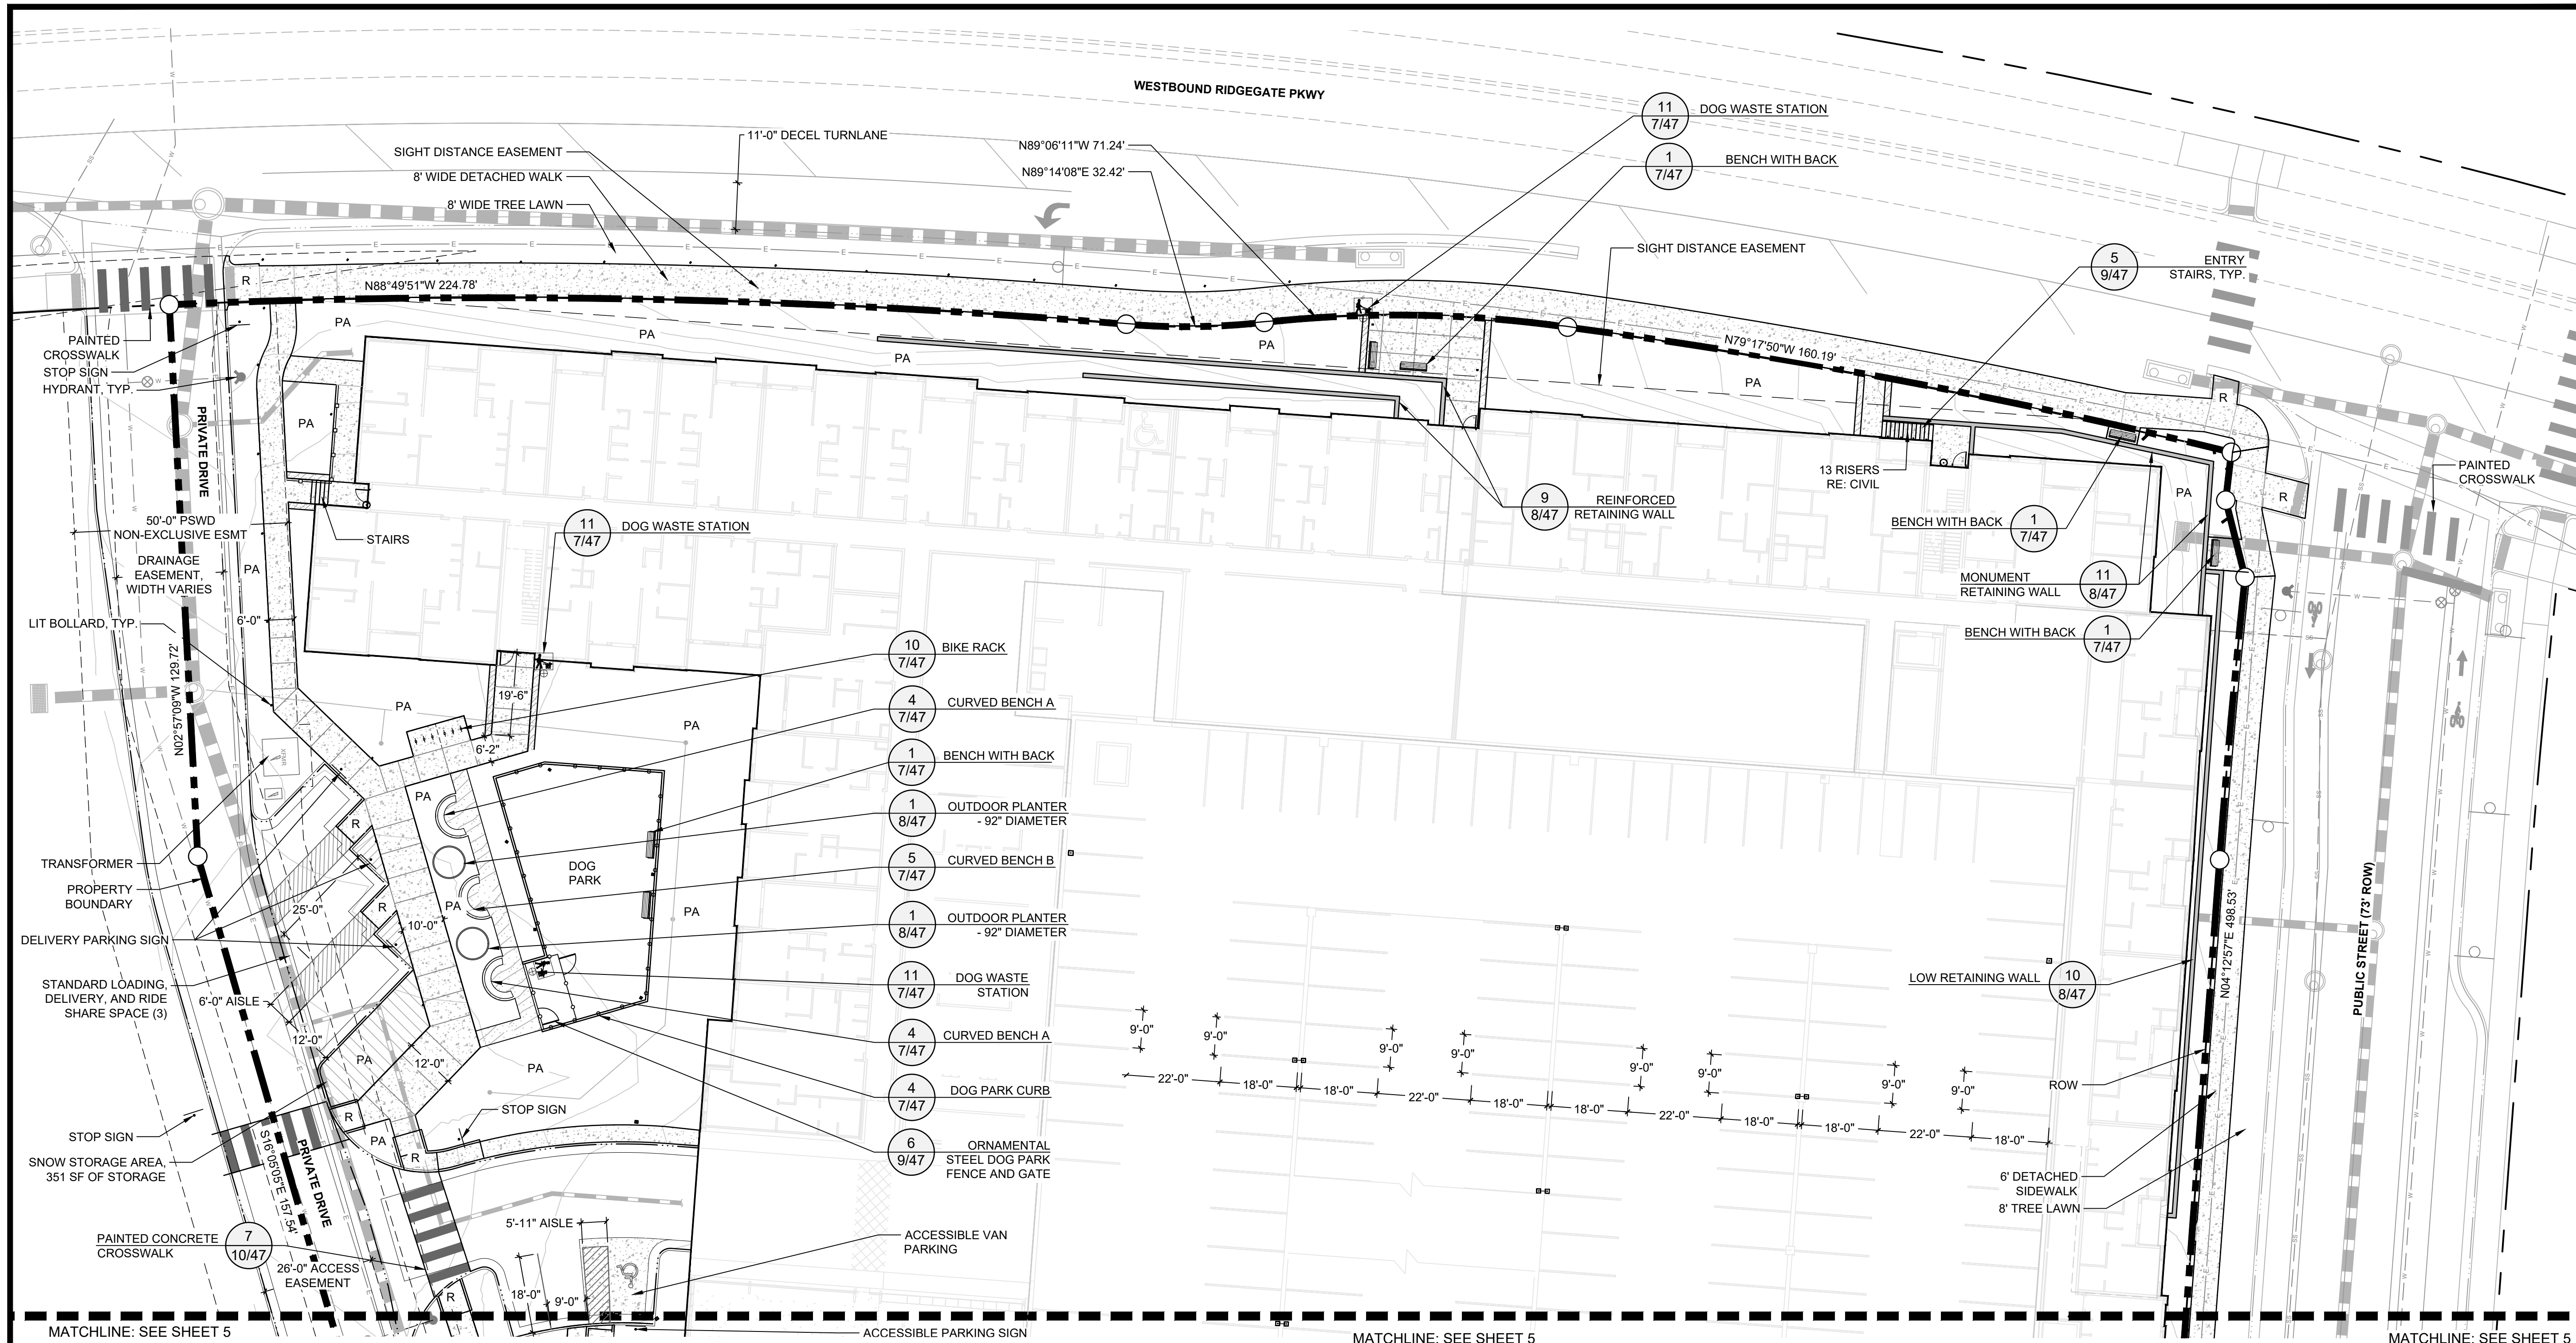 WESTBOUND RIDGEGATE PKWY
11
7/47
DOG WASTE STATION
1
7/47
BENCH WITH BACK
11'-0" DECEL TURNLANE
N89°06'11"W 71.24'
N89°14'08"E 32.42'
SIGHT DISTANCE EASEMENT
8' WIDE DETACHED WALK
8' WIDE TREE LAWN
SIGHT DISTANCE EASEMENT
5
9/47
ENTRY
STAIRS, TYP.
R
N88°49'51"W 224.78'
PA
PA
PA
PA
N79°17'50"W 160.19'
PA
R
PAINTED
CROSSWALK
STOP SIGN
HYDRANT, TYP.
PRIVATE DRIVE
PA
13 RISERS
RE: CIVIL
PAINTED
CROSSWALK
PA
R
9
8/47
REINFORCED
RETAINING WALL
50'-0" PSWD
NON-EXCLUSIVE ESMT
STAIRS
11
7/47
DOG WASTE STATION
BENCH WITH BACK
1
7/47
DRAINAGE
EASEMENT,
WIDTH VARIES
PA
MONUMENT
RETAINING WALL
11
8/47
LIT BOLLARD, TYP.
6'-0"
BENCH WITH BACK
1
7/47
N02°57'09"W 129.72'
10
7/47
BIKE RACK
19'-6"
4
7/47
CURVED BENCH A
PA
PA
6'-2"
XFMR
1
7/47
BENCH WITH BACK
PA
1
8/47
OUTDOOR PLANTER
- 92" DIAMETER
R
TRANSFORMER
5
7/47
CURVED BENCH B
DOG
PARK
PROPERTY
BOUNDARY
25'-0"
R
PA
PA
10'-0"
1
8/47
OUTDOOR PLANTER
- 92" DIAMETER
DELIVERY PARKING SIGN
PUBLIC STREET (73' ROW)
N04°12'57"E 498.53'
11
7/47
DOG WASTE
STATION
LOW RETAINING WALL
10
8/47
STANDARD LOADING,
DELIVERY, AND RIDE
SHARE SPACE (3)
6'-0" AISLE
12'-0"
4
7/47
CURVED BENCH A
9'-0"
9'-0"
9'-0"
9'-0"
9'-0"
9'-0"
9'-0"
9'-0"
PA
12'-0"
PA
22'-0"
18'-0"
18'-0"
22'-0"
18'-0"
18'-0"
22'-0"
18'-0"
18'-0"
22'-0"
18'-0"
ROW
4
7/47
DOG PARK CURB
STOP SIGN
R
STOP SIGN
PA
6
9/47
ORNAMENTAL
STEEL DOG PARK
FENCE AND GATE
R
SNOW STORAGE AREA,
351 SF OF STORAGE
S16°05'05"E 157.54'
PRIVATE DRIVE
6' DETACHED
SIDEWALK
8' TREE LAWN
5'-11" AISLE
ACCESSIBLE VAN
PARKING
PAINTED CONCRETE
CROSSWALK
7
10/47
26'-0" ACCESS
EASEMENT
R
18'-0"
9'-0"
MATCHLINE: SEE SHEET 5
ACCESSIBLE PARKING SIGN
MATCHLINE: SEE SHEET 5
MATCHLINE: SEE SHEET 5